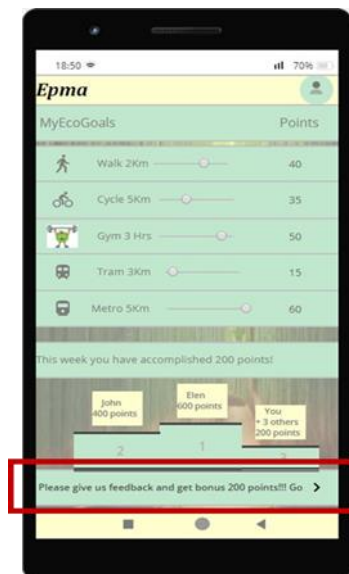 18:50 70%
Epma
MyEcoGoals Points
Walk 2Km 40
Cycle 5Km 35
Gym 3 Hrs 50
Tram 3Km 15
Metro 5Km 60
This week you have accomplished 200 points!
John
400 points
Elen
600 points
You
+ 3 others
200 points
2 1 3
Please give us feedback and get bonus 200 points!!! Go